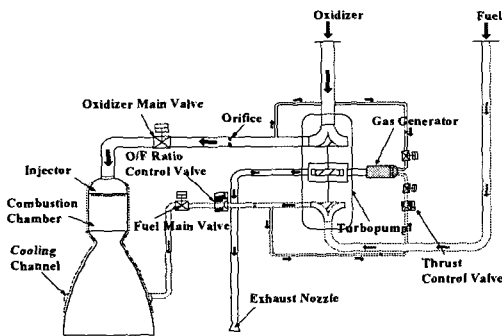 Oxidizer
Fuel
Oxidizer Main Valve
Orifice
Gas Generator
O/F Ratio
Control Valve
Injector
Combustion
Chamber
Fuel Main Valve
Turbopump
Cooling
Channel
Thrust
Control Valve
Exhaust Nozzle